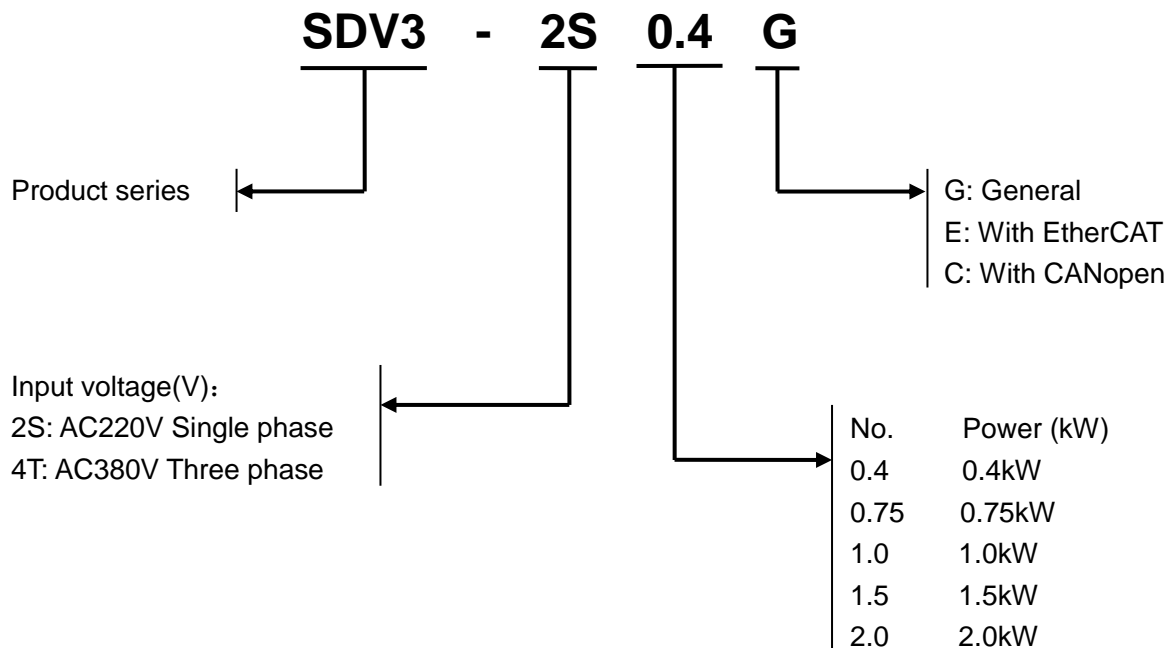 SDV3 - 2S 0.4 G
Product series
G: General
E: With EtherCAT
C: With CANopen
Input voltage(V)：
2S: AC220V Single phase
4T: AC380V Three phase
No. Power (kW)
0.4 0.4kW
0.75 0.75kW
1.0 1.0kW
1.5 1.5kW
2.0 2.0kW